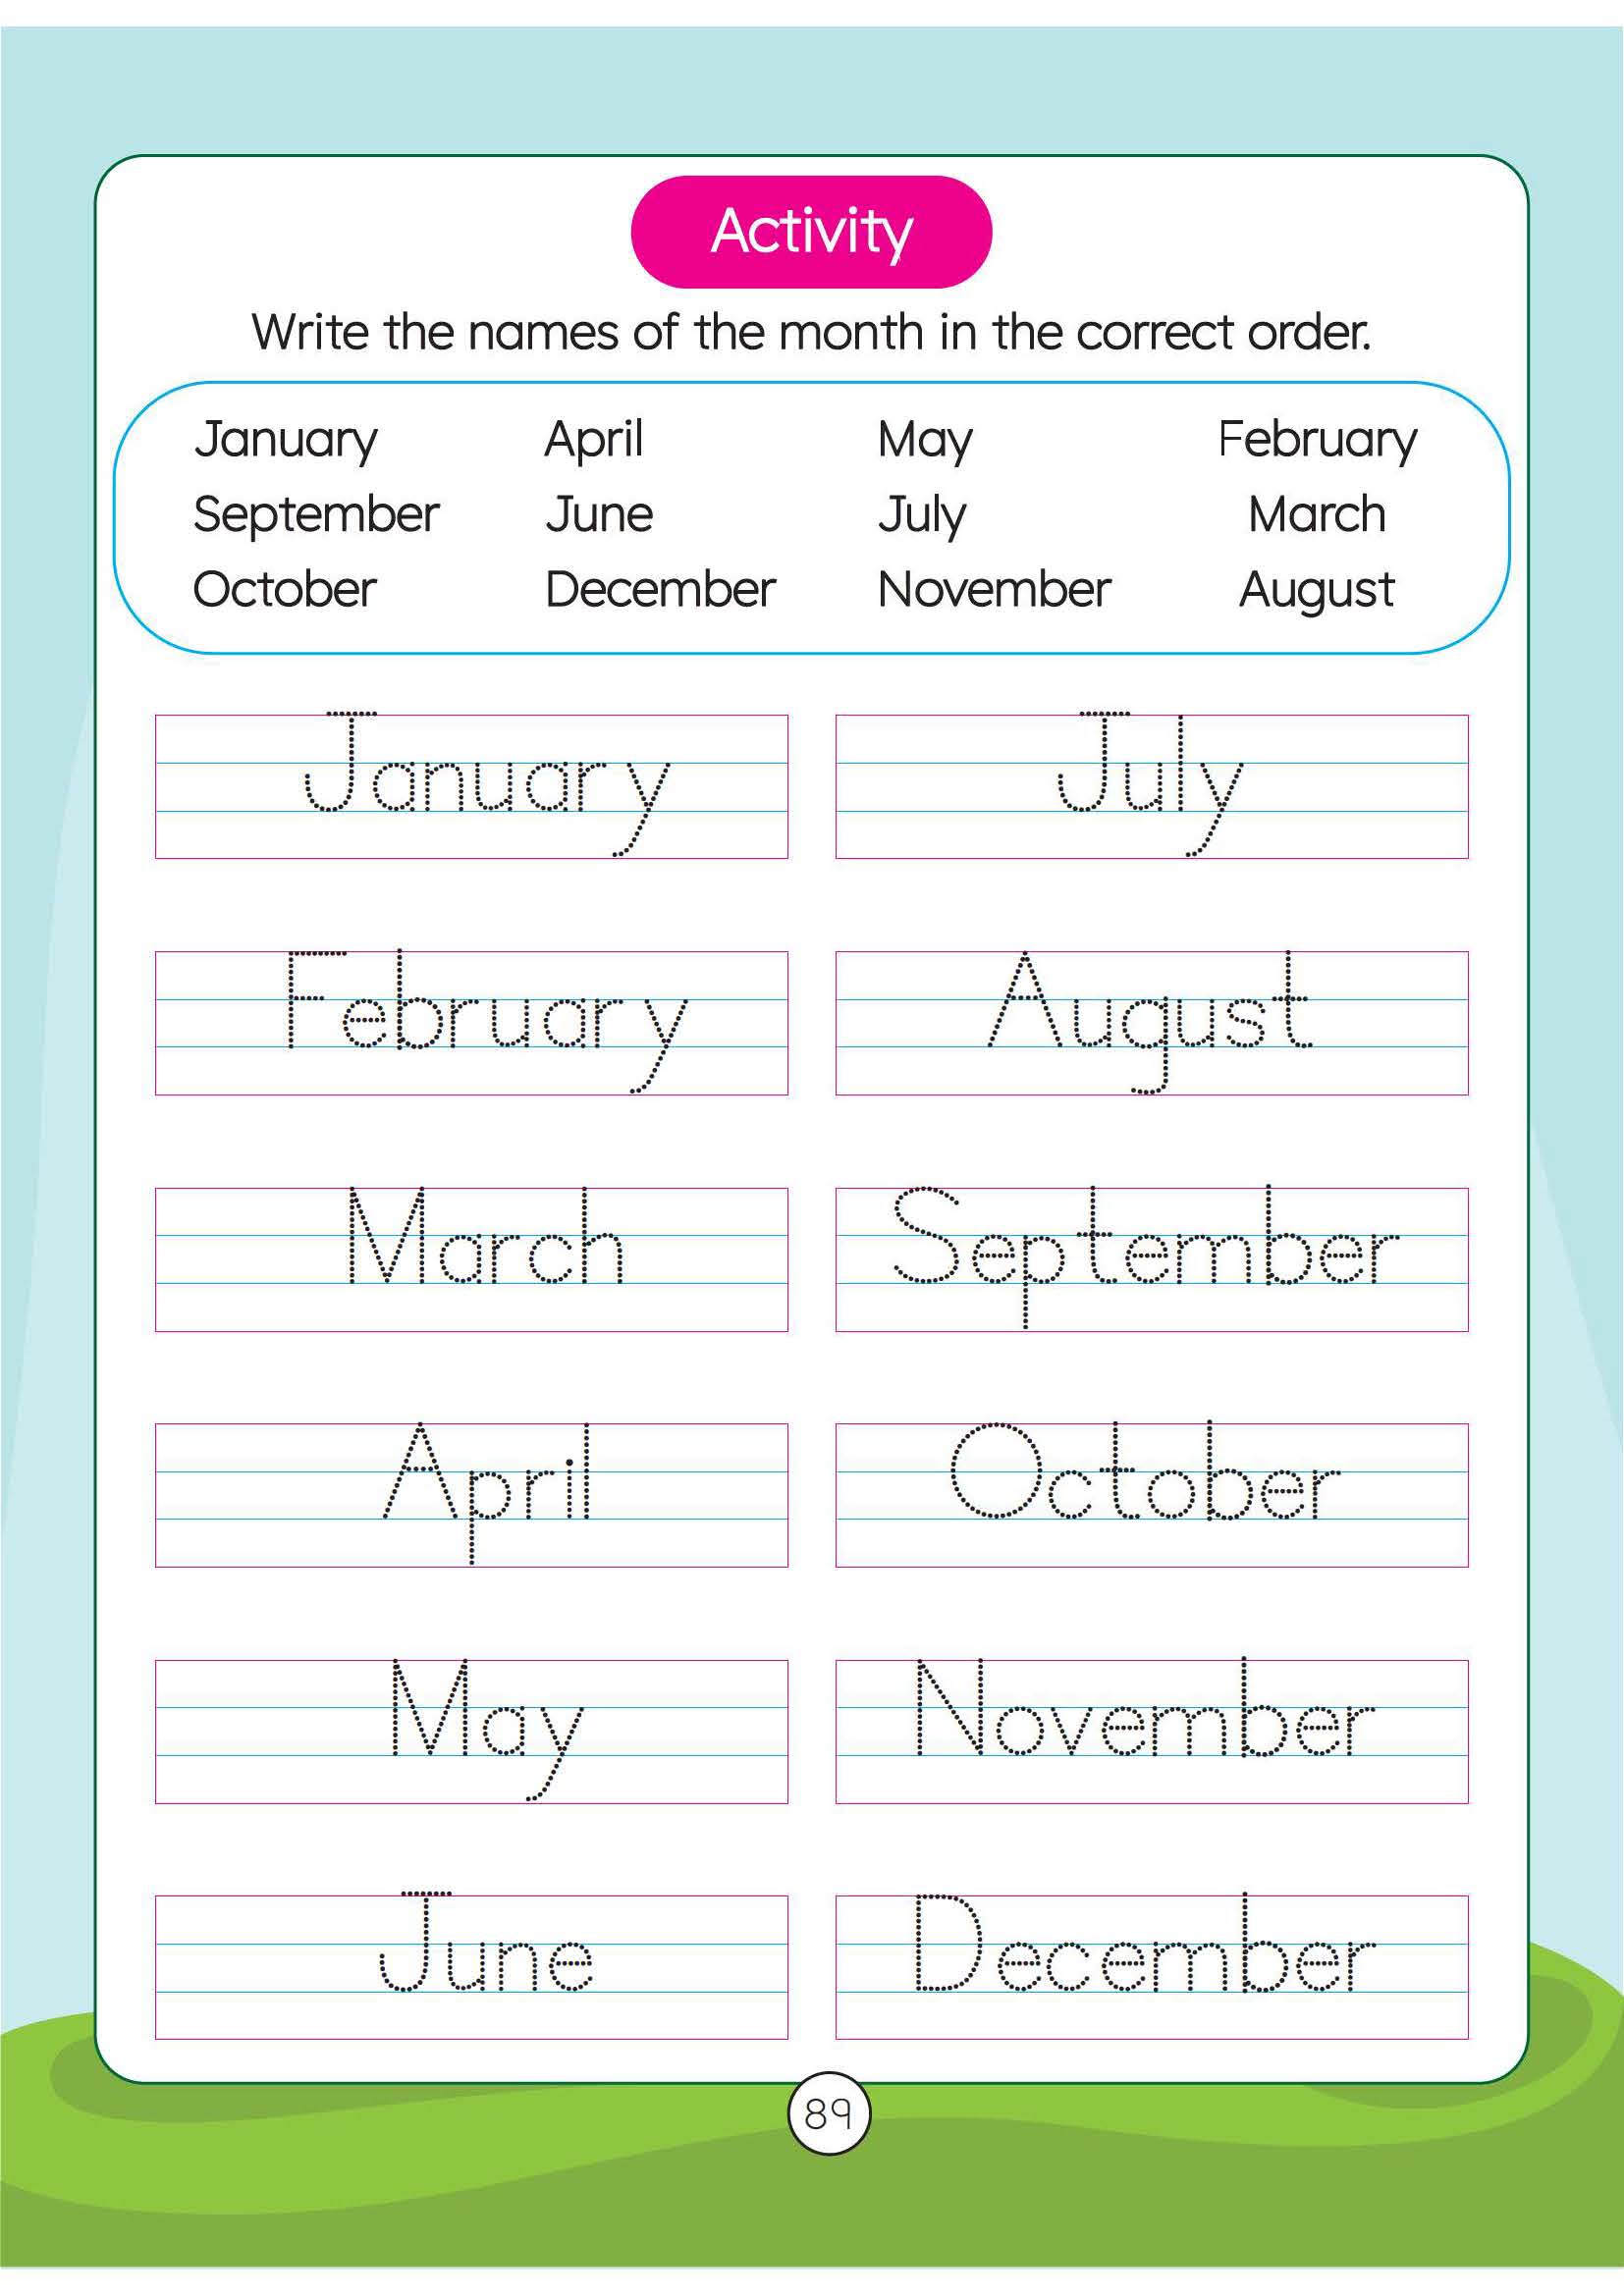 Activity
Write the names of the month in the correct order.
January April May February
September June July March
October December November August
January July
February August
March September
April October
May November
June December
89